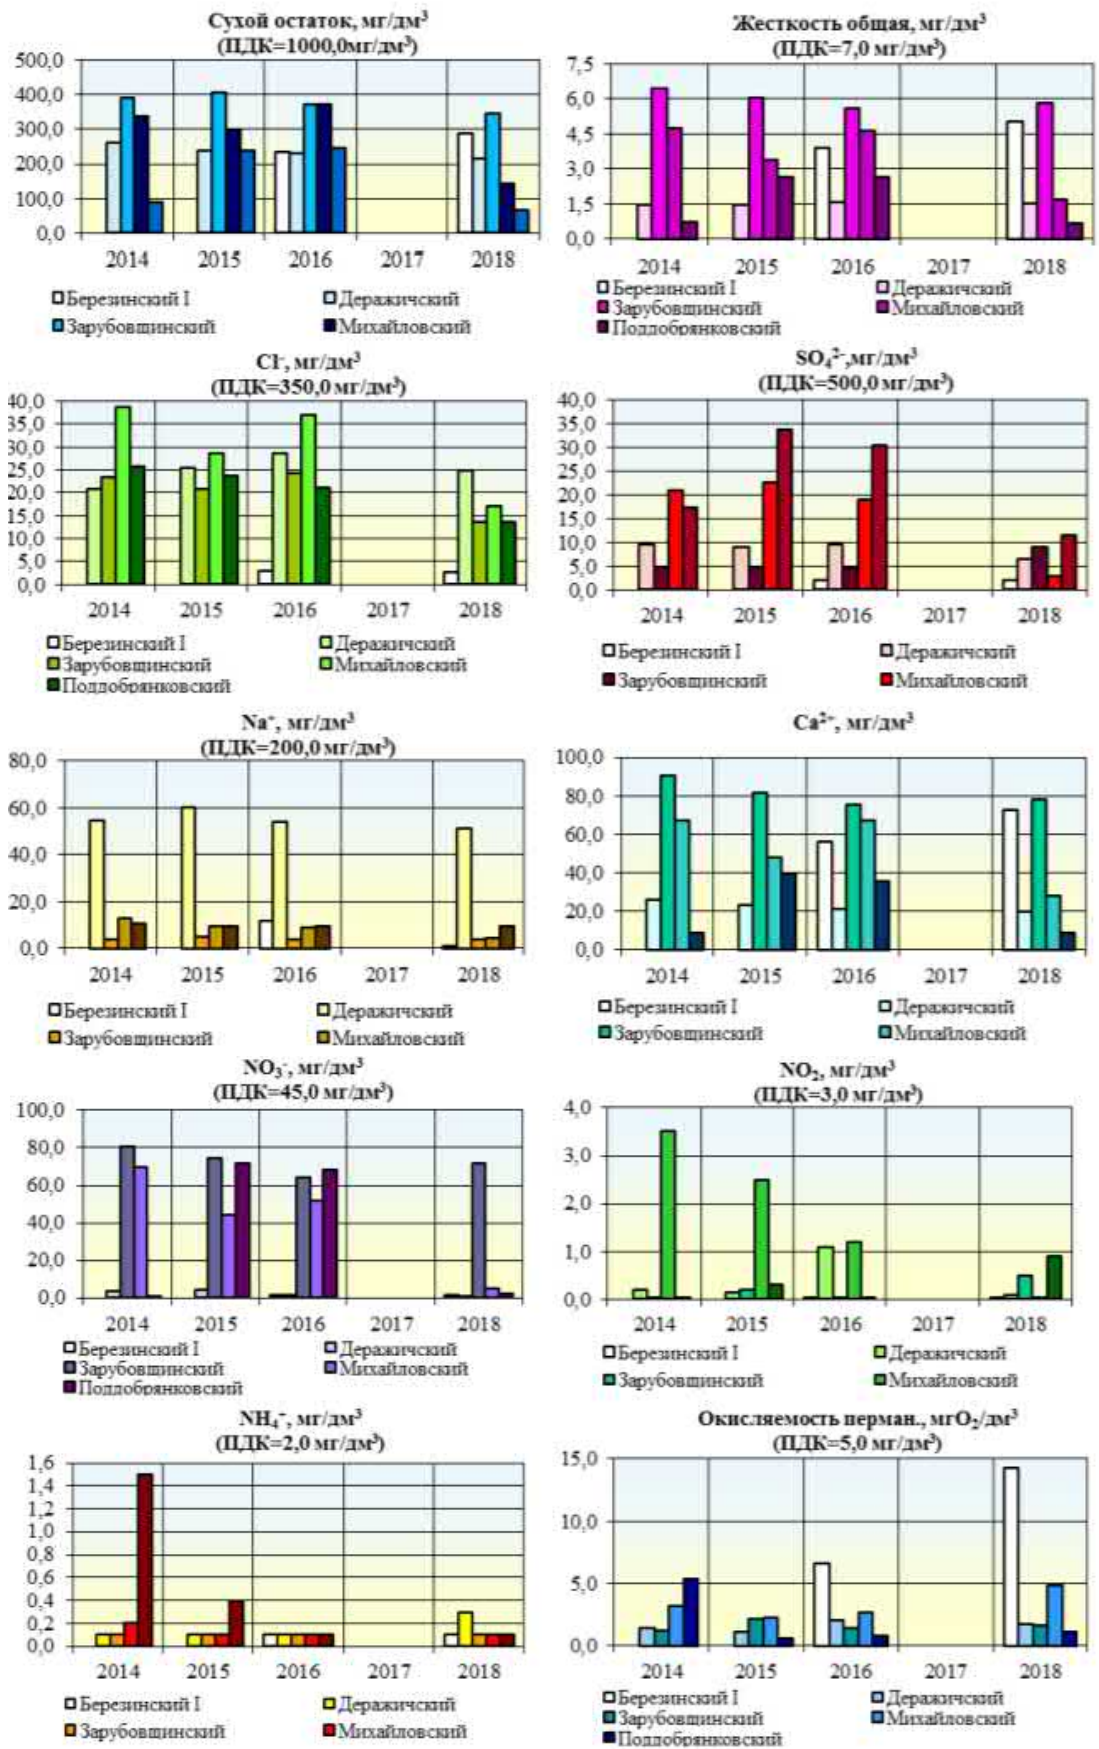 Сухой остаток, мг/дм³
(ПДК=1000,0мг/дм³)
500,0
400,0
300,0
200,0
100,0
0,0
2014 2015 2016 2017 2018
Березинский I Деражичский
Зарубовщинский Михайловский
Жесткость общая, мг/дм³
(ПДК=7,0 мг/дм³)
7,5
6,0
4,5
3,0
1,5
0,0
2014 2015 2016 2017 2018
Березинский I Деражичский
Зарубовщинский Михайловский
Поддобрянковский
Cl⁻, мг/дм³
(ПДК=350,0 мг/дм³)
40,0
35,0
30,0
25,0
20,0
15,0
10,0
5,0
0,0
2014 2015 2016 2017 2018
Березинский I Деражичский
Зарубовщинский Михайловский
Поддобрянковский
SO₄²⁻,мг/дм³
(ПДК=500,0 мг/дм³)
40,0
35,0
30,0
25,0
20,0
15,0
10,0
5,0
0,0
2014 2015 2016 2017 2018
Березинский I Деражичский
Зарубовщинский Михайловский
Na⁺, мг/дм³
(ПДК=200,0 мг/дм³)
80,0
60,0
40,0
20,0
0,0
2014 2015 2016 2017 2018
Березинский I Деражичский
Зарубовщинский Михайловский
Ca²⁺, мг/дм³
100,0
80,0
60,0
40,0
20,0
0,0
2014 2015 2016 2017 2018
Березинский I Деражичский
Зарубовщинский Михайловский
NO₃⁻, мг/дм³
(ПДК=45,0 мг/дм³)
100,0
80,0
60,0
40,0
20,0
0,0
2014 2015 2016 2017 2018
Березинский I Деражичский
Зарубовщинский Михайловский
Поддобрянковский
NO₂, мг/дм³
(ПДК=3,0 мг/дм³)
4,0
3,0
2,0
1,0
0,0
2014 2015 2016 2017 2018
Березинский I Деражичский
Зарубовщинский Михайловский
NH₄⁺, мг/дм³
(ПДК=2,0 мг/дм³)
1,6
1,4
1,2
1,0
0,8
0,6
0,4
0,2
0,0
2014 2015 2016 2017 2018
Березинский I Деражичский
Зарубовщинский Михайловский
Окисляемость перман., мгО₂/дм³
(ПДК=5,0 мг/дм³)
15,0
10,0
5,0
0,0
2014 2015 2016 2017 2018
Березинский I Деражичский
Зарубовщинский Михайловский
Поддобрянковский